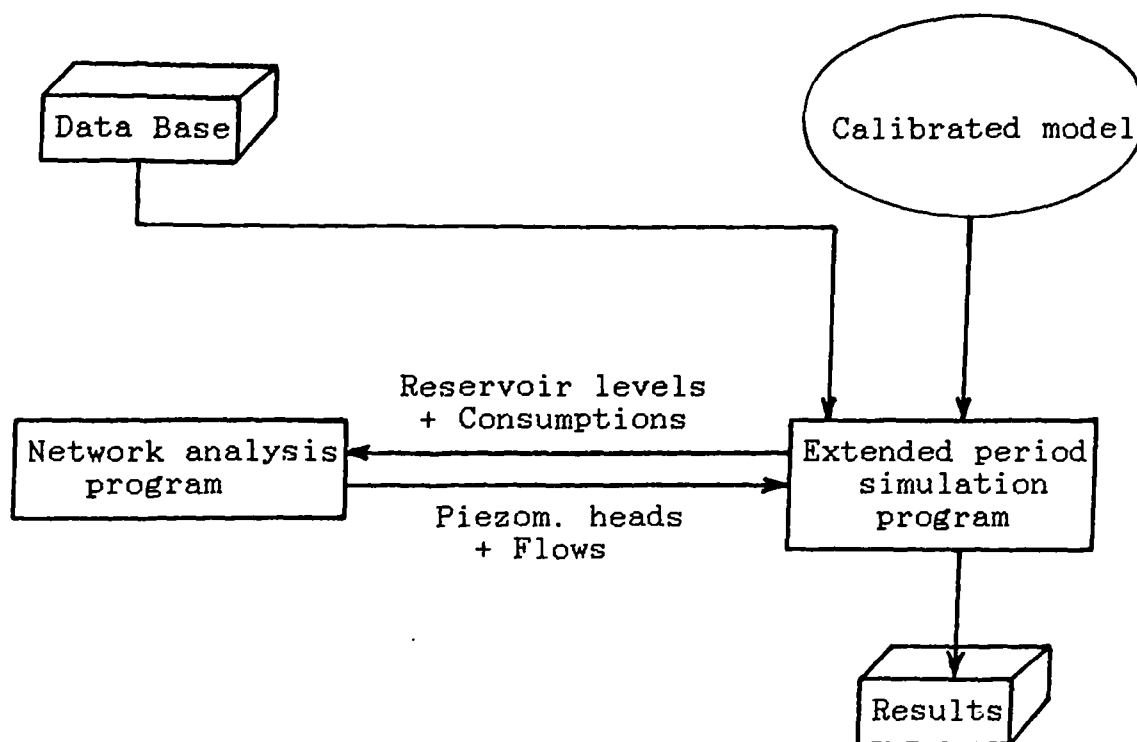 Data Base
Calibrated model
Reservoir levels
+ Consumptions
Network analysis
program
Extended period
simulation
program
Piezom. heads
+ Flows
Results